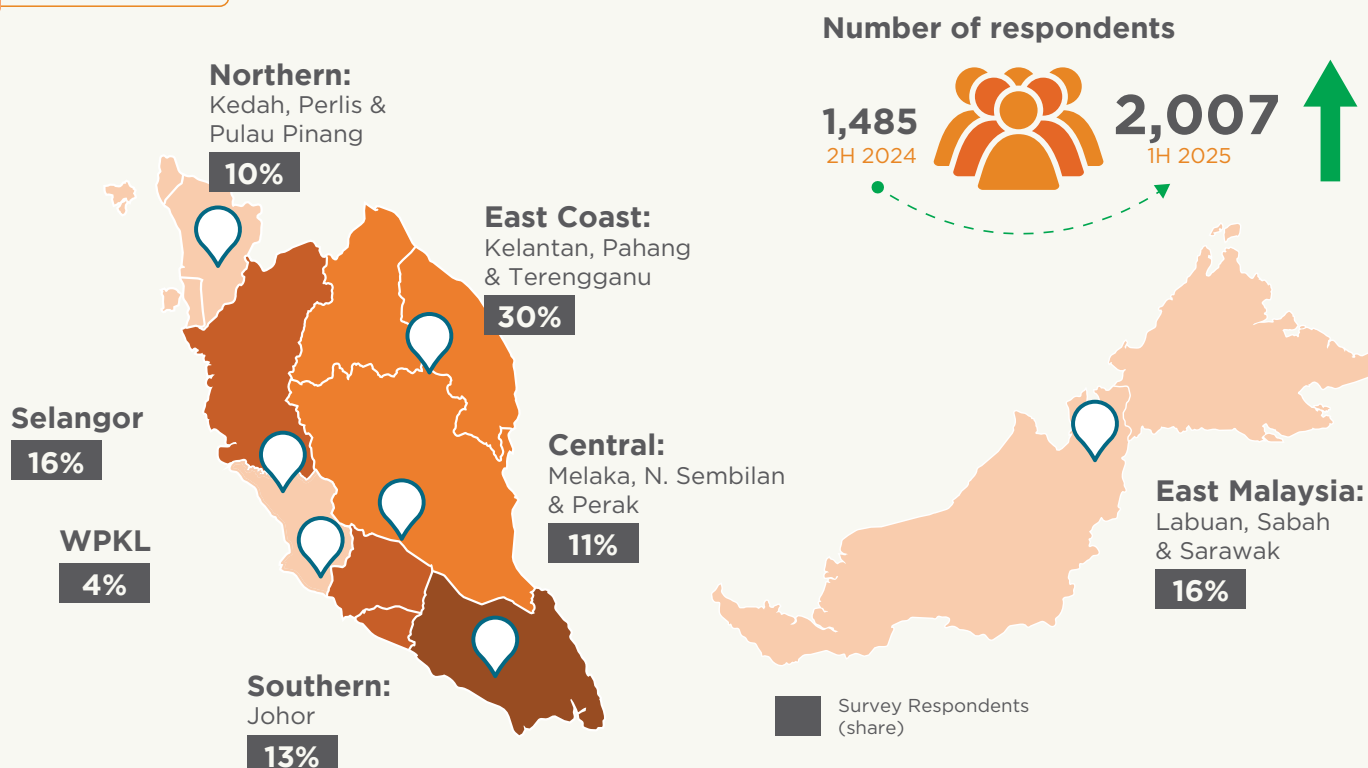 Number of respondents
1,485
2H 2024
2,007
1H 2025
Northern:
Kedah, Perlis &
Pulau Pinang
10%
East Coast:
Kelantan, Pahang
& Terengganu
30%
Selangor
16%
Central:
Melaka, N. Sembilan
& Perak
11%
WPKL
4%
East Malaysia:
Labuan, Sabah
& Sarawak
16%
Southern:
Johor
13%
Survey Respondents
(share)